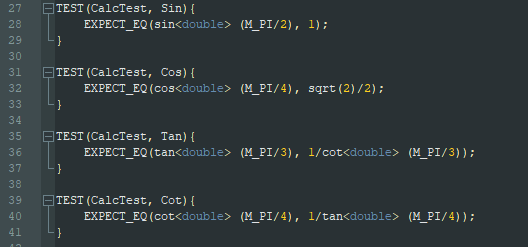 27 TEST(CalcTest, Sin){
28 EXPECT_EQ(sin<double> (M_PI/2), 1);
29 }
30
31 TEST(CalcTest, Cos){
32 EXPECT_EQ(cos<double> (M_PI/4), sqrt(2)/2);
33 }
34
35 TEST(CalcTest, Tan){
36 EXPECT_EQ(tan<double> (M_PI/3), 1/cot<double> (M_PI/3));
37 }
38
39 TEST(CalcTest, Cot){
40 EXPECT_EQ(cot<double> (M_PI/4), 1/tan<double> (M_PI/4));
41 }